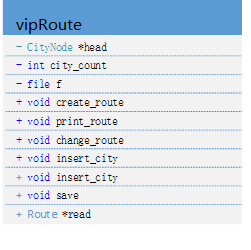 vipRoute
- CityNode *head
- int city_count
- file f
+ void create_route
+ void print_route
+ void change_route
+ void insert_city
+ void insert_city
+ void save
+ Route *read